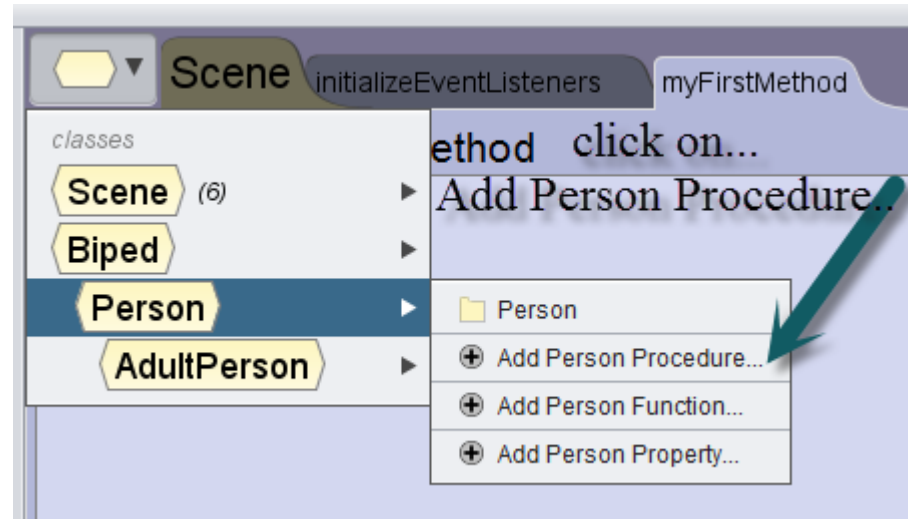 Scene initializeEventListeners myFirstMethod
classes
ethod click on...
Scene (6)
Add Person Procedure..
Biped
Person
Person
Add Person Procedure...
AdultPerson
Add Person Function...
Add Person Property...